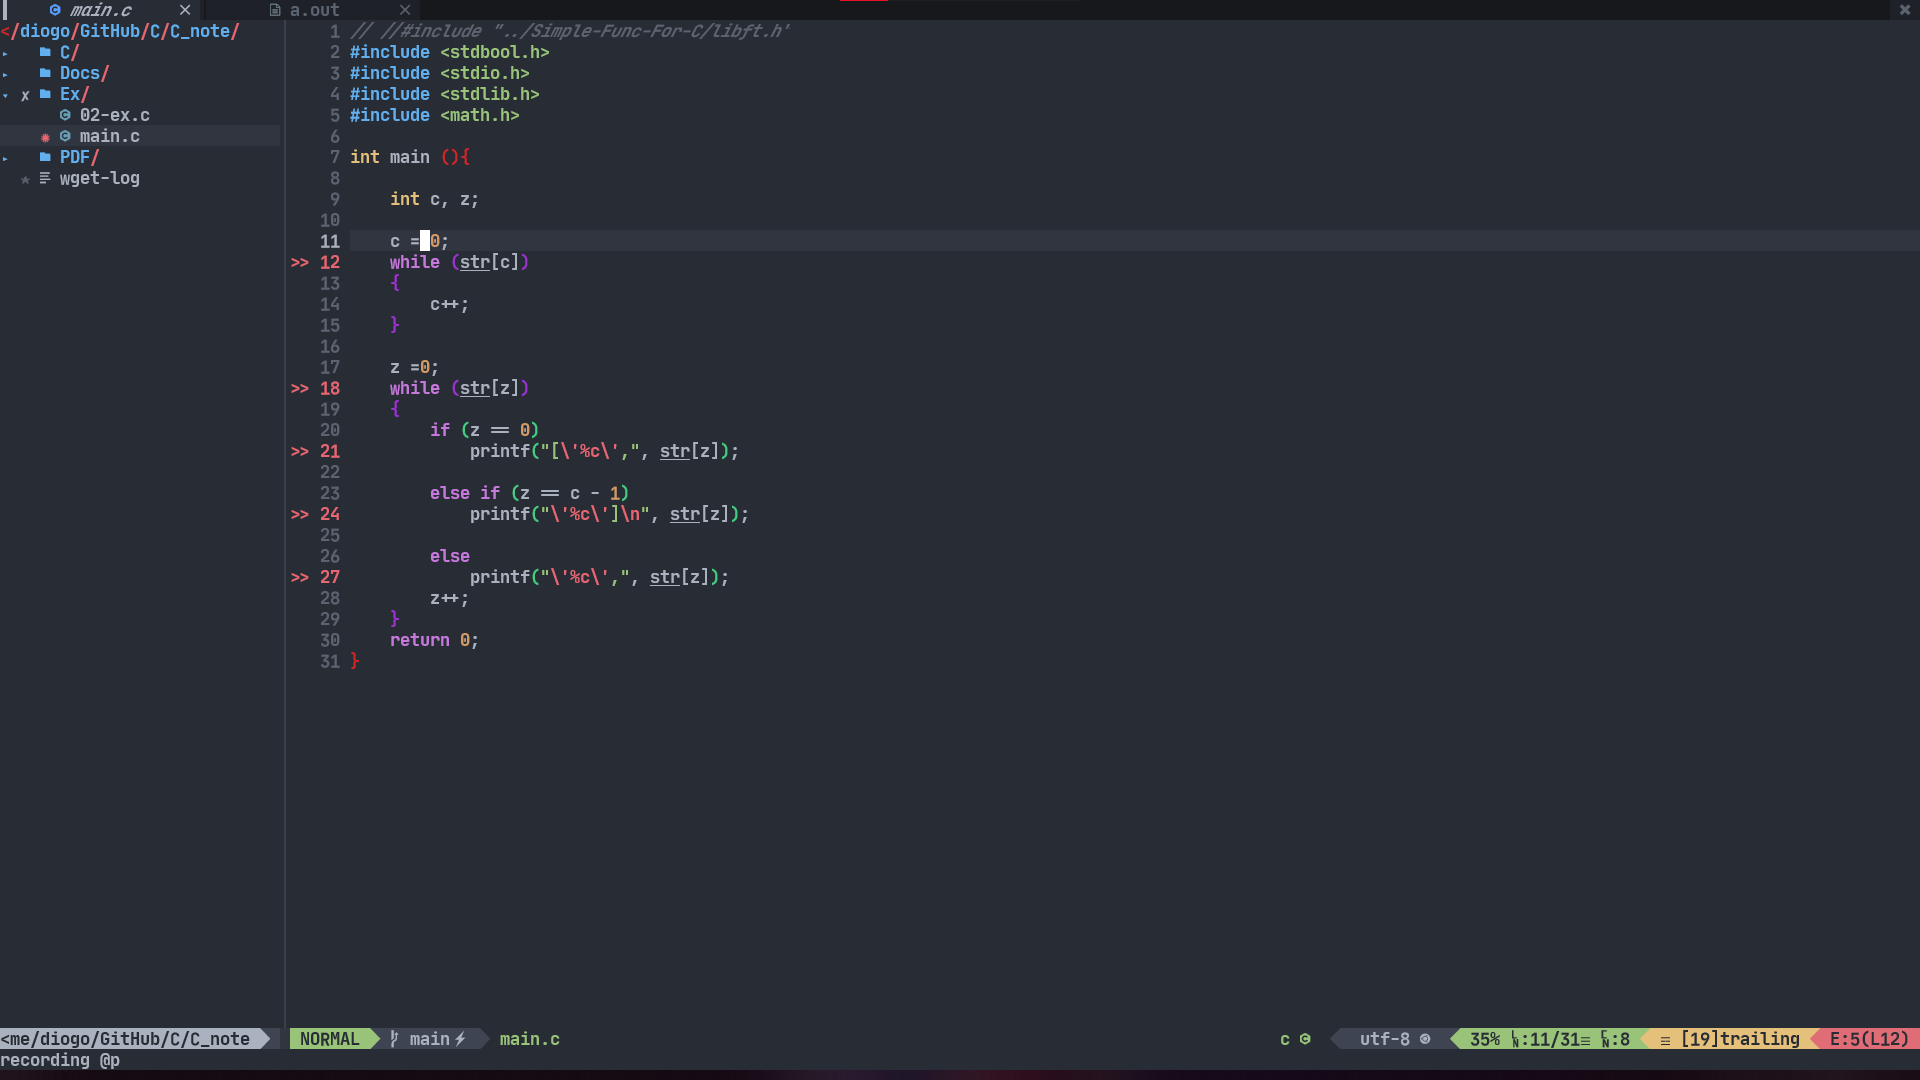 main.c a.out
</diogo/GitHub/C/C_note/
C/
Docs/
Ex/
02-ex.c
main.c
PDF/
wget-log
1 // //#include "../Simple-Func-For-C/libft.h"
2 #include <stdbool.h>
3 #include <stdio.h>
4 #include <stdlib.h>
5 #include <math.h>
6
7 int main (){
8
9 int c, z;
10
11 c = 0;
>> 12 while (str[c])
13 {
14 c++;
15 }
16
17 z =0;
>> 18 while (str[z])
19 {
20 if (z == 0)
>> 21 printf("[\'%c\',", str[z]);
22
23 else if (z == c - 1)
>> 24 printf("\'%c\']\n", str[z]);
25
26 else
>> 27 printf("\'%c\',", str[z]);
28 z++;
29 }
30 return 0;
31 }
<me/diogo/GitHub/C/C_note NORMAL main main.c c utf-8 35% LN:11/31 :8 [19]trailing E:5(L12)
recording @p